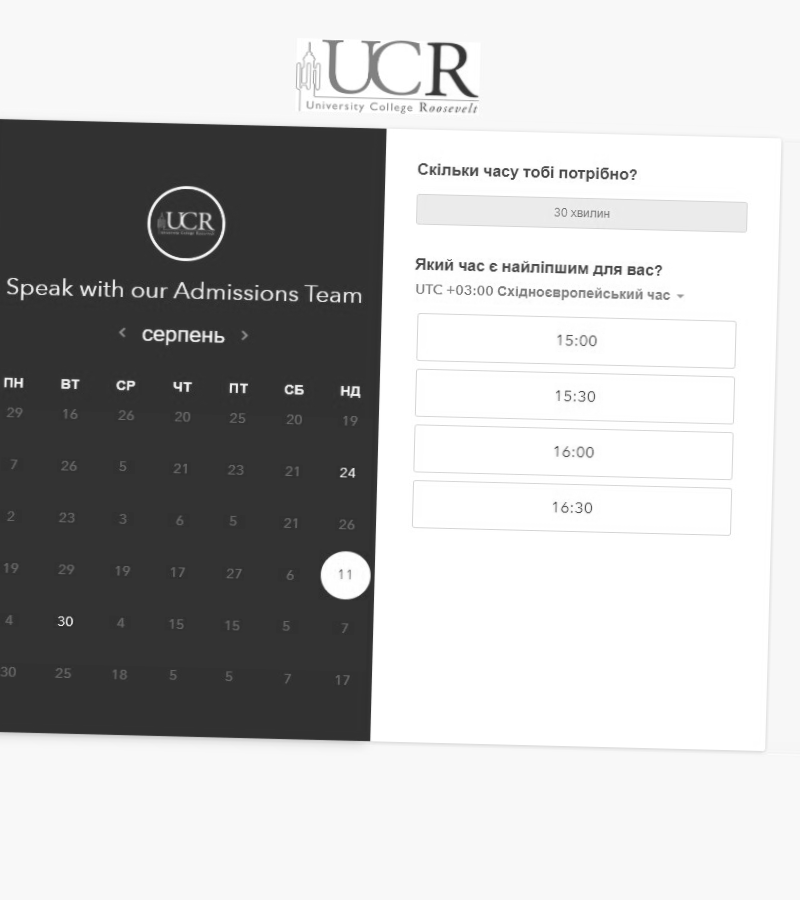 UCR
University College Roosevelt
UCR
Speak with our Admissions Team
серпень
ПН ВТ СР ЧТ ПТ СБ НД
29 16 26 20 25 20 19
7 26 5 21 23 21 24
2 23 3 6 5 21 26
19 29 19 17 27 6 11
4 30 4 15 15 5 7
30 25 18 5 5 7 17
Скільки часу тобі потрібно?
30 хвилин
Який час є найліпшим для вас?
UTC +03:00 Східноєвропейський час
15:00
15:30
16:00
16:30